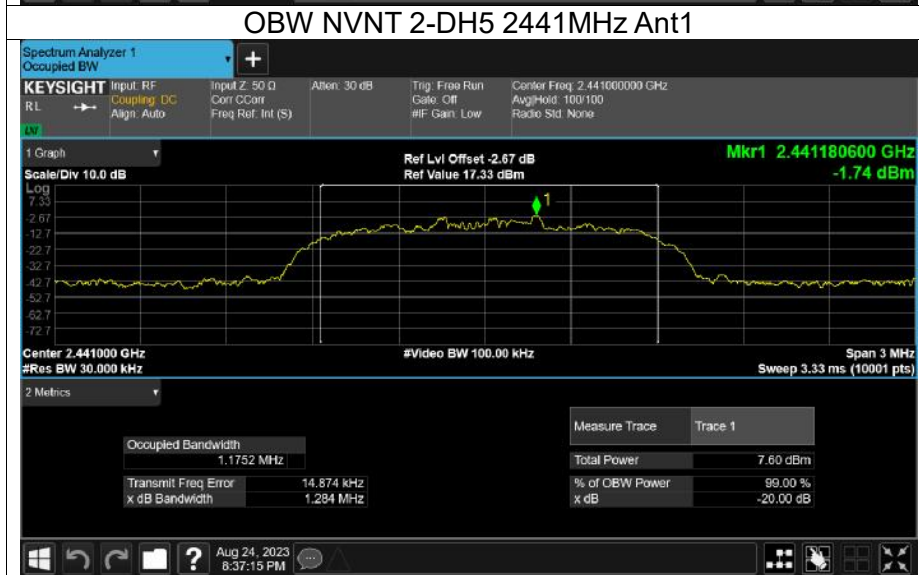 OBW NVNT 2-DH5 2441MHz Ant1
Spectrum Analyzer 1
Occupied BW
+
KEYSIGHT Input: RF Input Z: 50 Ω Atten: 30 dB Trig: Free Run Center Freq: 2.441000000 GHz
RL Coupling: DC Corr CCorr Gate: Off Avg|Hold: 100/100
Align: Auto Freq Ref: Int (S) #IF Gain: Low Radio Std: None
1 Graph
Ref Lvl Offset -2.67 dB Mkr1 2.441180600 GHz
Scale/Div 10.0 dB Ref Value 17.33 dBm -1.74 dBm
Log
7.33
1
-2.67
-12.7
-22.7
-32.7
-42.7
-52.7
-62.7
-72.7
Center 2.441000 GHz #Video BW 100.00 kHz Span 3 MHz
#Res BW 30.000 kHz Sweep 3.33 ms (10001 pts)
2 Metrics
Measure Trace Trace 1
Occupied Bandwidth
1.1752 MHz Total Power 7.60 dBm
Transmit Freq Error 14.874 kHz % of OBW Power 99.00 %
x dB Bandwidth 1.284 MHz x dB -20.00 dB
? Aug 24, 2023
8:37:15 PM